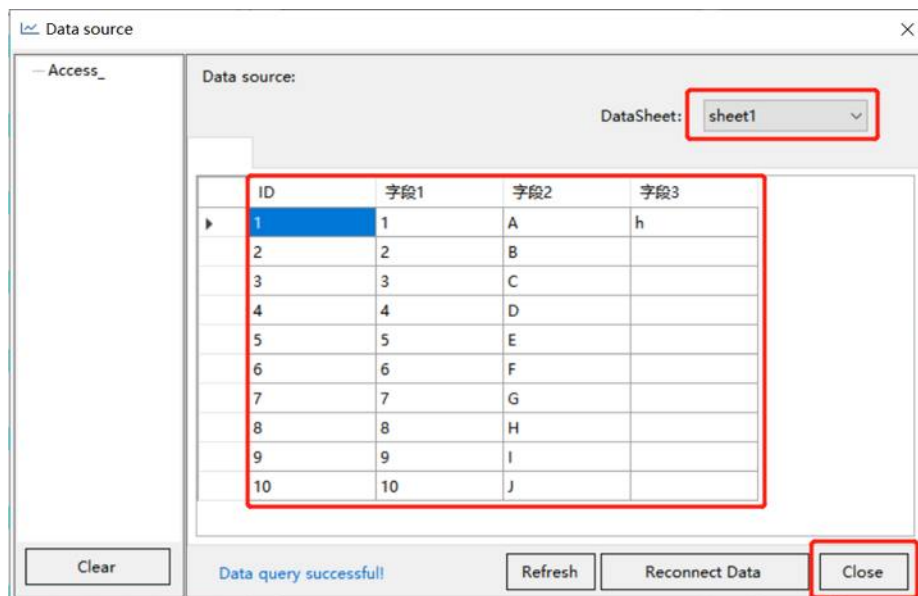 Data source
Access_
Data source:
DataSheet: sheet1
ID 字段1 字段2 字段3
1 1 A h
2 2 B
3 3 C
4 4 D
5 5 E
6 6 F
7 7 G
8 8 H
9 9 I
10 10 J
Clear Data query successful! Refresh Reconnect Data Close